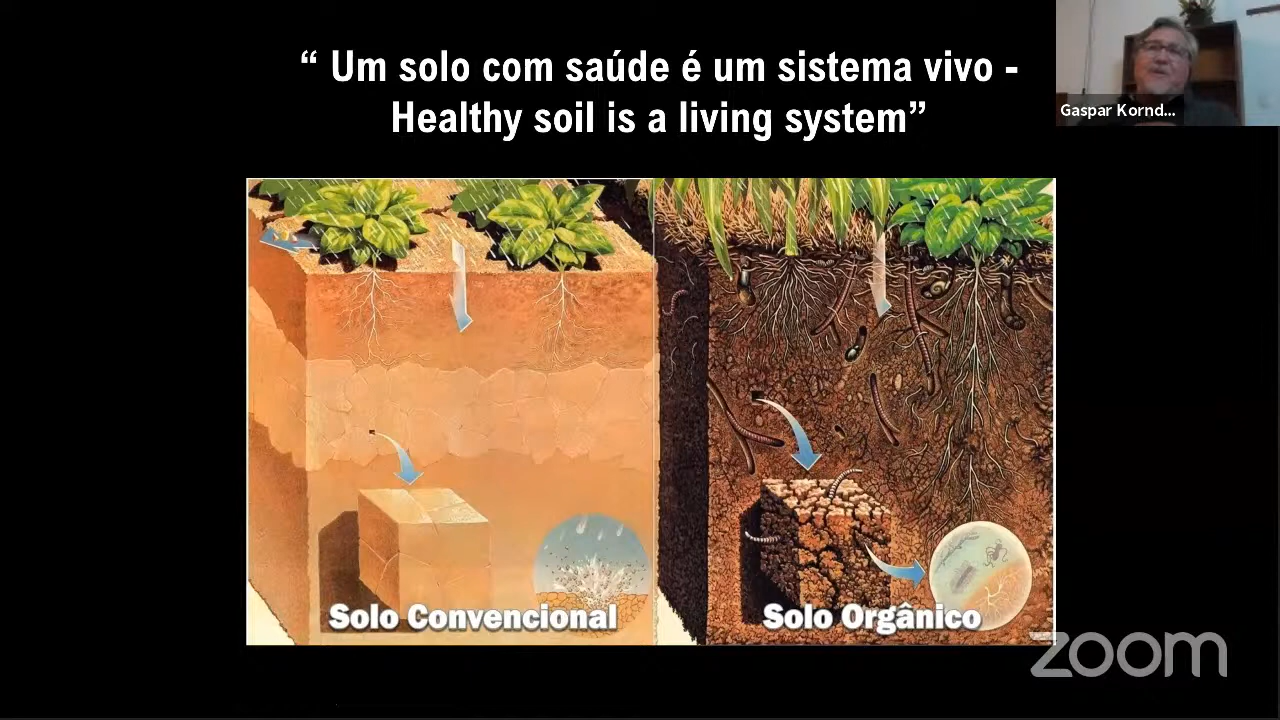 “ Um solo com saúde é um sistema vivo -
Healthy soil is a living system”
Gaspar Kornd...
Solo Convencional
Solo Orgânico
zoom